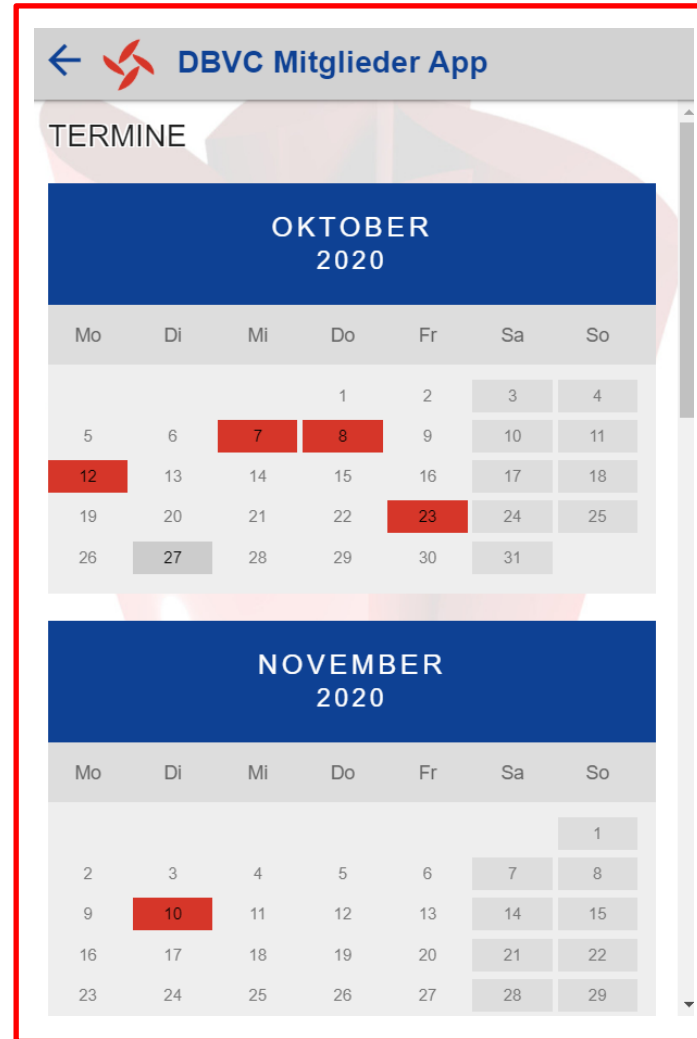 DBVC Mitglieder App
TERMINE
OKTOBER
2020
Mo Di Mi Do Fr Sa So
1 2 3 4
5 6 7 8 9 10 11
12 13 14 15 16 17 18
19 20 21 22 23 24 25
26 27 28 29 30 31
NOVEMBER
2020
Mo Di Mi Do Fr Sa So
1
2 3 4 5 6 7 8
9 10 11 12 13 14 15
16 17 18 19 20 21 22
23 24 25 26 27 28 29